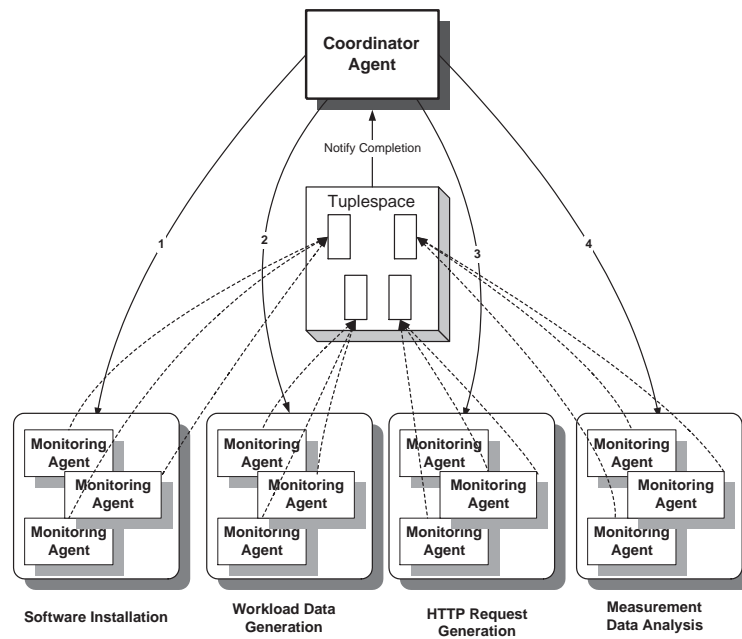 Coordinator
Agent
Notify Completion
Tuplespace
1
2
3
4
Monitoring
Agent
Monitoring
Agent
Monitoring
Agent
Monitoring
Agent
Monitoring
Agent
Monitoring
Agent
Monitoring
Agent
Monitoring
Agent
Monitoring
Agent
Monitoring
Agent
Monitoring
Agent
Monitoring
Agent
Software Installation
Workload Data
Generation
HTTP Request
Generation
Measurement
Data Analysis